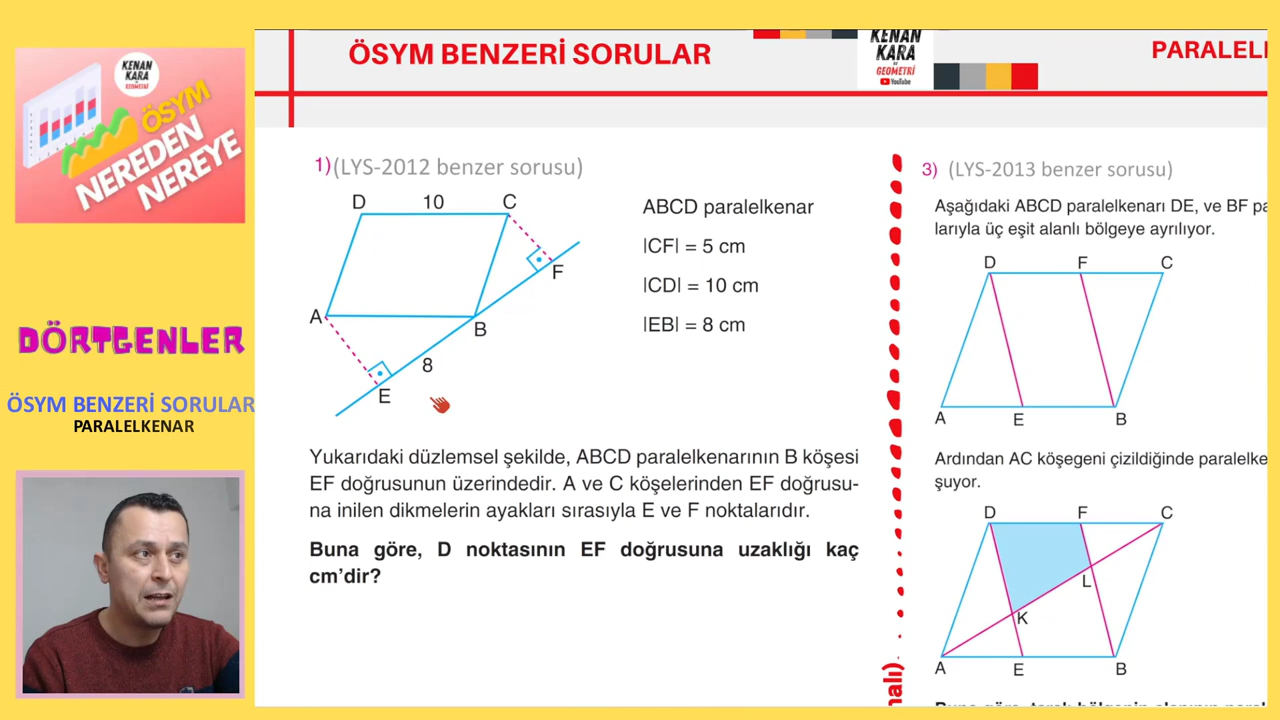 KENAN
KARA
ile
GEOMETRİ
ÖSYM
NEREDEN
NEREYE
DÖRTGENLER
ÖSYM BENZERİ SORULAR
PARALELKENAR
ÖSYM BENZERİ SORULAR
KENAN
KARA
ile
GEOMETRİ
YouTube
PARALEL
1) (LYS-2012 benzer sorusu)
D 10 C
F
A
B
8
E
ABCD paralelkenar
|CF| = 5 cm
|CD| = 10 cm
|EB| = 8 cm
Yukarıdaki düzlemsel şekilde, ABCD paralelkenarının B köşesi
EF doğrusunun üzerindedir. A ve C köşelerinden EF doğrusu-
na inilen dikmelerin ayakları sırasıyla E ve F noktalarıdır.
Buna göre, D noktasının EF doğrusuna uzaklığı kaç
cm'dir?
3) (LYS-2013 benzer sorusu)
Aşağıdaki ABCD paralelkenarı DE, ve BF pa
larıyla üç eşit alanlı bölgeye ayrılıyor.
D F C
A E B
Ardından AC köşegeni çizildiğinde paralelke
şuyor.
D F C
L
K
A E B